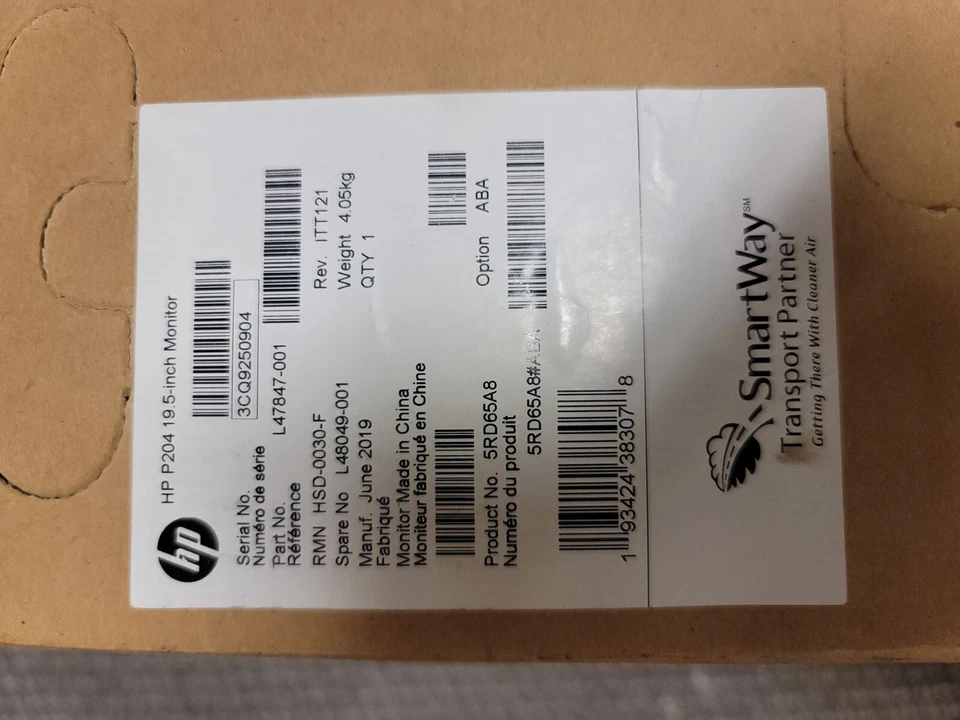 hp
HP P204 19.5-inch Monitor
Serial No. 3CQ9250904
Numéro de série
Part No. L47847-001
Référence
RMN HSD-0030-F Rev. ITT121
Spare No L48049-001 Weight 4.05kg
Manuf. June 2019 QTY 1
Fabriqué
Monitor Made in China
Moniteur fabriqué en Chine
Product No. 5RD65A8 Option ABA
Numéro du produit
5RD65A8#ABA
1 93424 38307 8
SmartWay SM
Transport Partner
Getting There With Cleaner Air